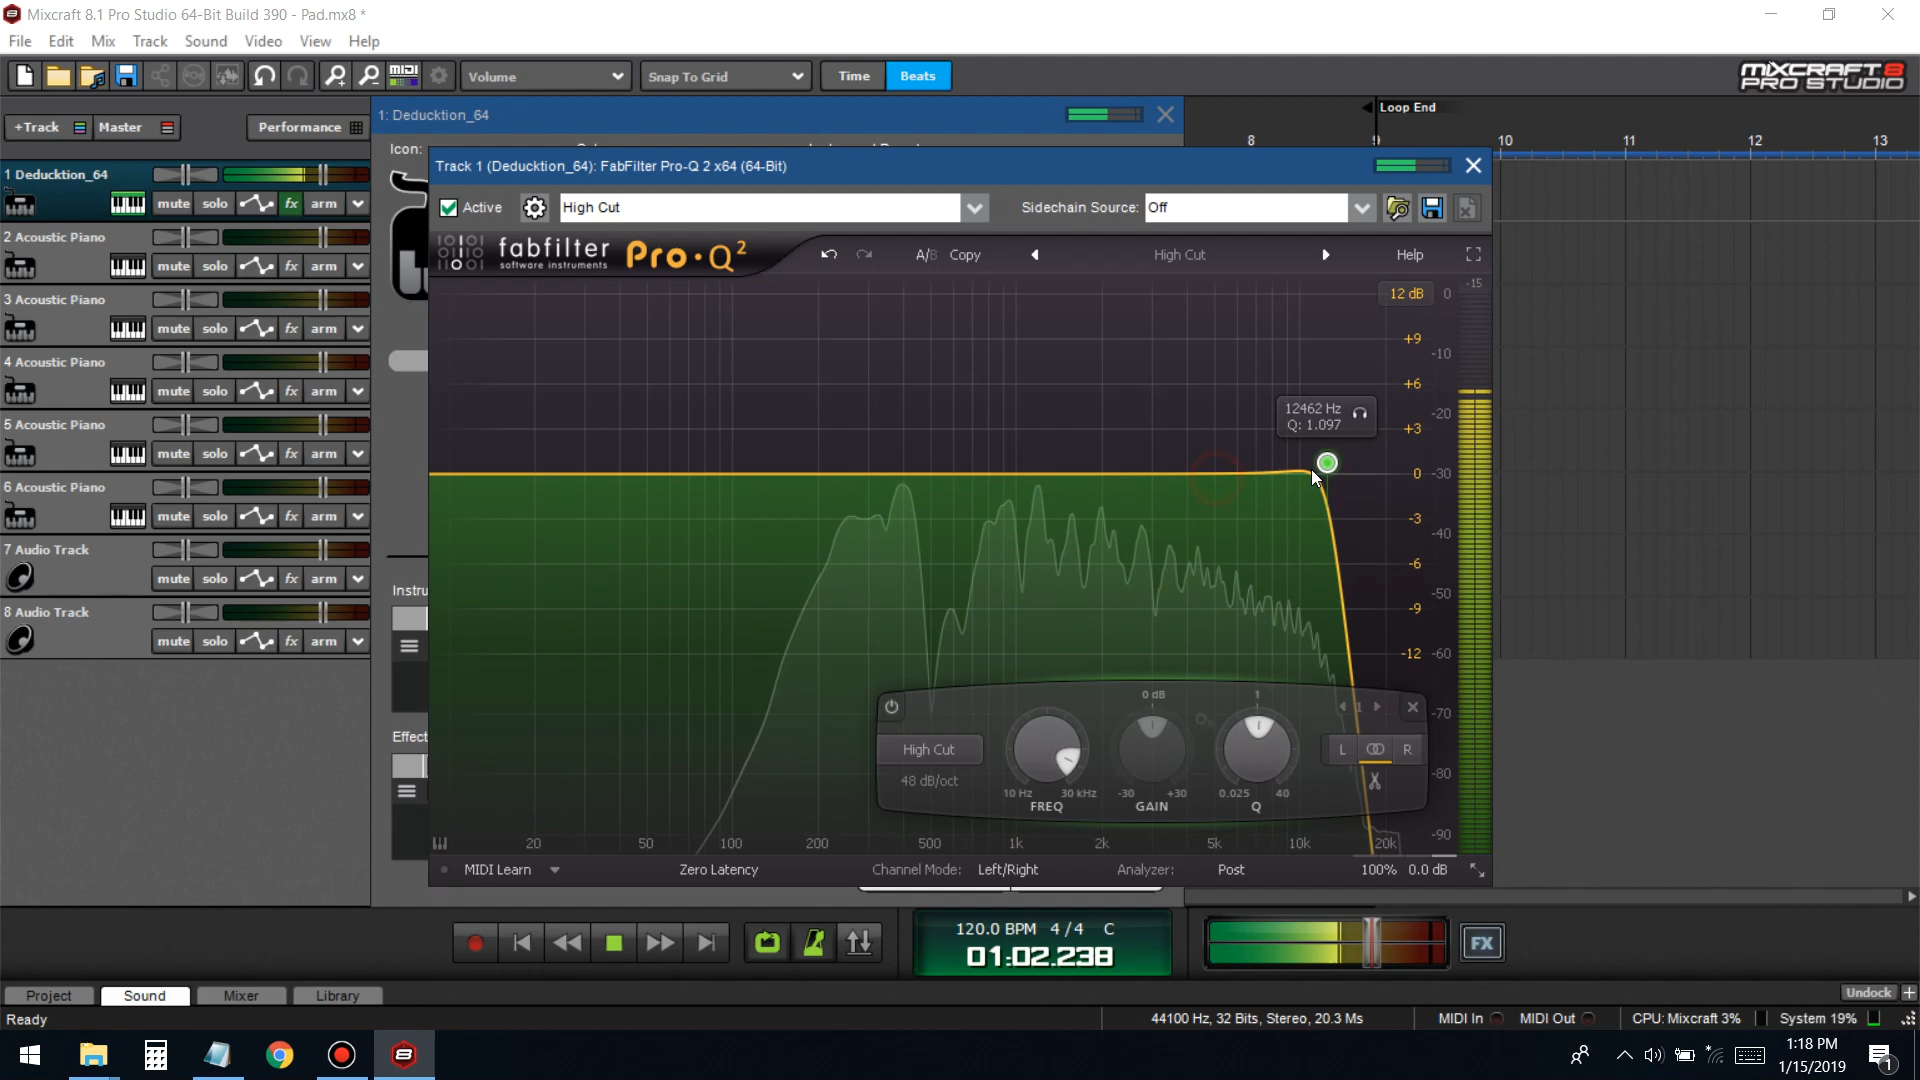 Mixcraft 8.1 Pro Studio 64-Bit Build 390 - Pad.mx8 *
File Edit Mix Track Sound Video View Help
MIDI Volume Snap To Grid Time Beats MIXCRAFT 8 PRO STUDIO
+Track Master Performance
1: Deducktion_64
Loop End
8 9 10 11 12 13
Icon:
Track 1 (Deducktion_64): FabFilter Pro-Q 2 x64 (64-Bit)
Active High Cut Sidechain Source: Off
fabfilter Pro·Q²
software instruments
A/B Copy High Cut Help
1 Deducktion_64
mute solo fx arm
2 Acoustic Piano
mute solo fx arm
3 Acoustic Piano
mute solo fx arm
4 Acoustic Piano
mute solo fx arm
5 Acoustic Piano
mute solo fx arm
6 Acoustic Piano
mute solo fx arm
7 Audio Track
mute solo fx arm
8 Audio Track
mute solo fx arm
Instru
Effect
12 dB 0 -15
+9
-10
+6
-20
+3
0 -30
-3
-40
-6
-50
-9
-12 -60
-70
-80
-90
12462 Hz
Q: 1.097
0 dB 1
1
High Cut
48 dB/oct
L R
10 Hz 30 kHz -30 +30 0.025 40
FREQ GAIN Q
20 50 100 200 500 1k 2k 5k 10k 20k
MIDI Learn Zero Latency Channel Mode: Left/Right Analyzer: Post 100% 0.0 dB
120.0 BPM 4/4 C
01:02.238
FX
Project Sound Mixer Library Undock +
Ready 44100 Hz, 32 Bits, Stereo, 20.3 Ms MIDI In MIDI Out CPU: Mixcraft 3% System 19%
8
1:18 PM
1/15/2019
1